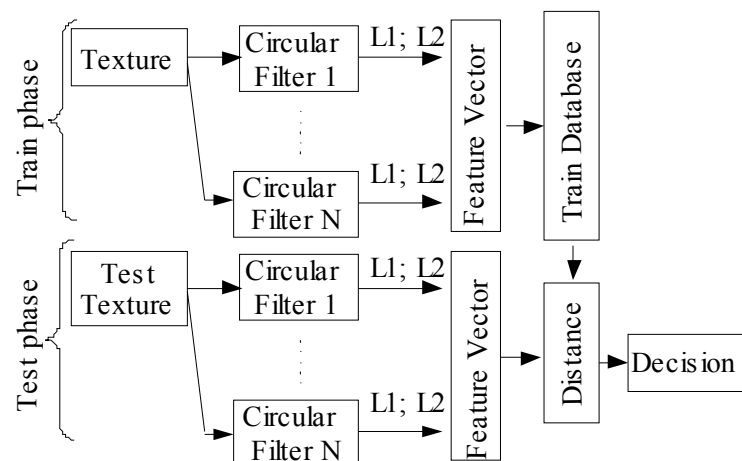 Train phase
Texture
Circular
Filter 1
L1; L2
Circular
Filter N
L1; L2
Feature Vector
Train Database
Test phase
Test
Texture
Circular
Filter 1
L1; L2
Circular
Filter N
L1; L2
Feature Vector
Distance
Decision